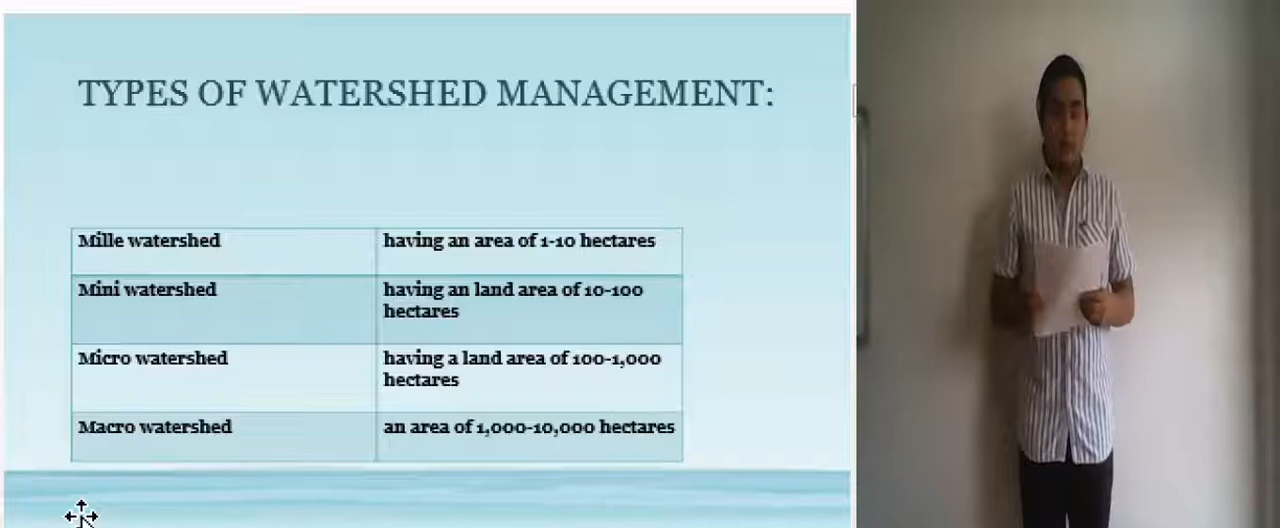 TYPES OF WATERSHED MANAGEMENT:
Mille watershed
having an area of 1-10 hectares
Mini watershed
having an land area of 10-100
hectares
Micro watershed
having a land area of 100-1,000
hectares
Macro watershed
an area of 1,000-10,000 hectares